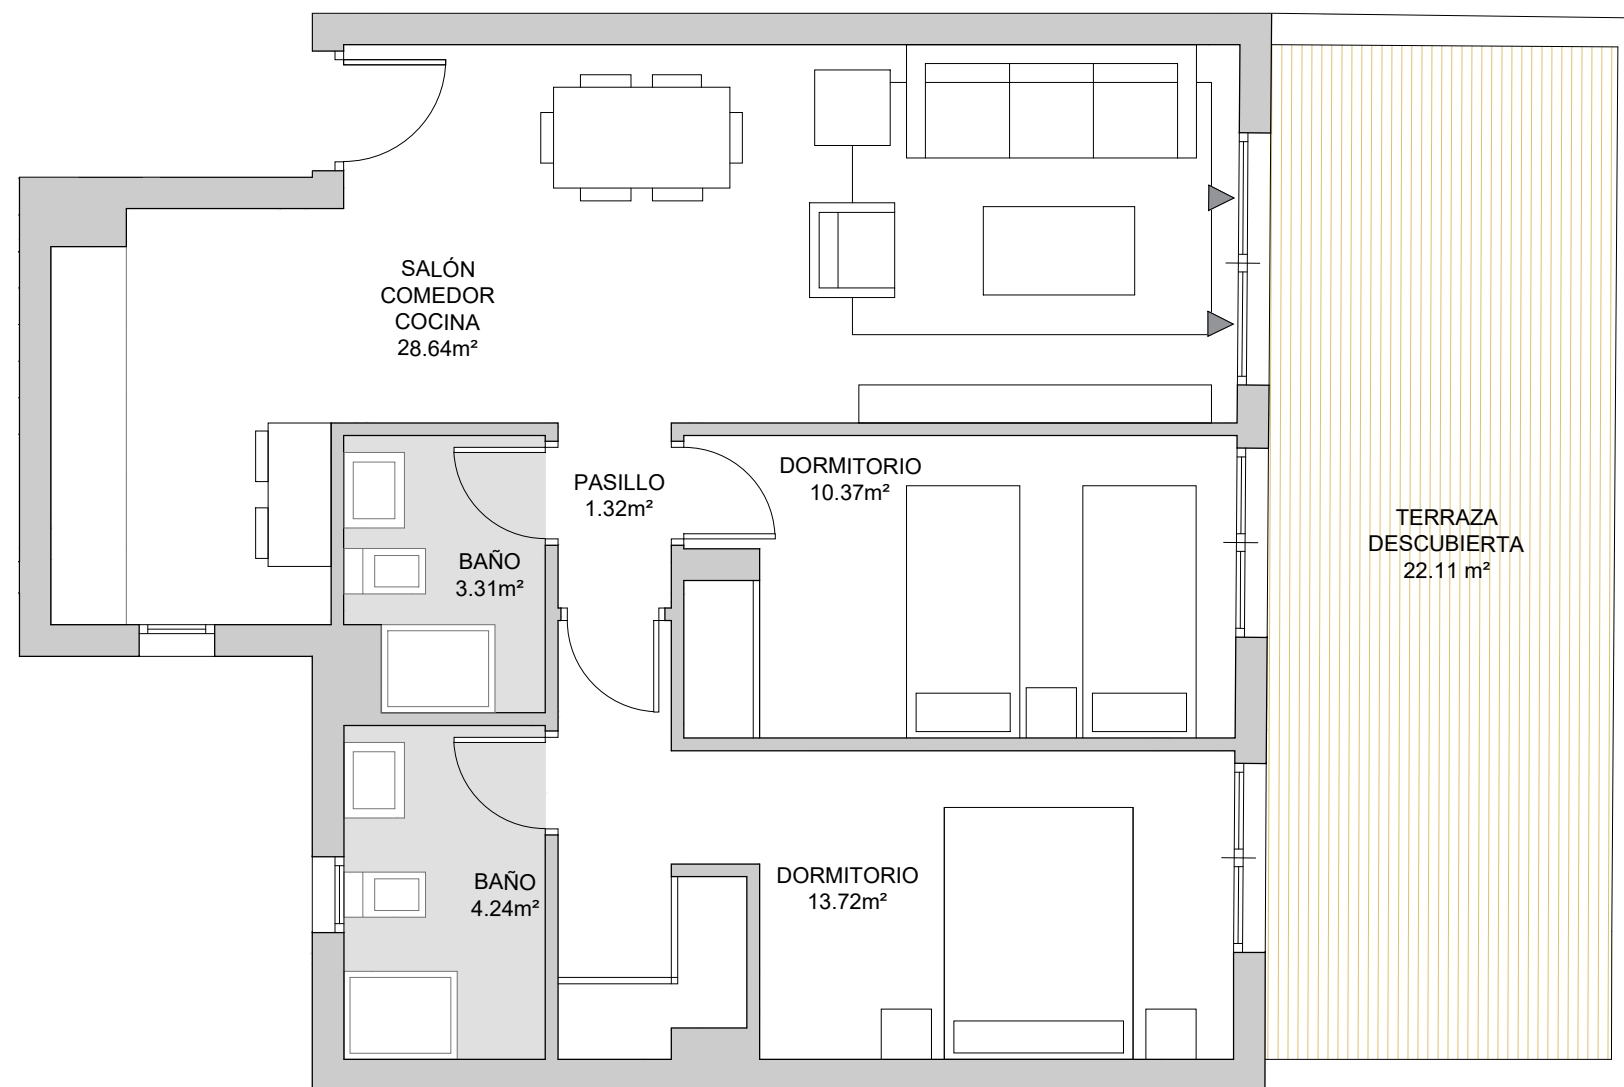 SALÓN
COMEDOR
COCINA
28.64m²
PASILLO
1.32m²
DORMITORIO
10.37m²
BAÑO
3.31m²
TERRAZA
DESCUBIERTA
22.11 m²
BAÑO
4.24m²
DORMITORIO
13.72m²